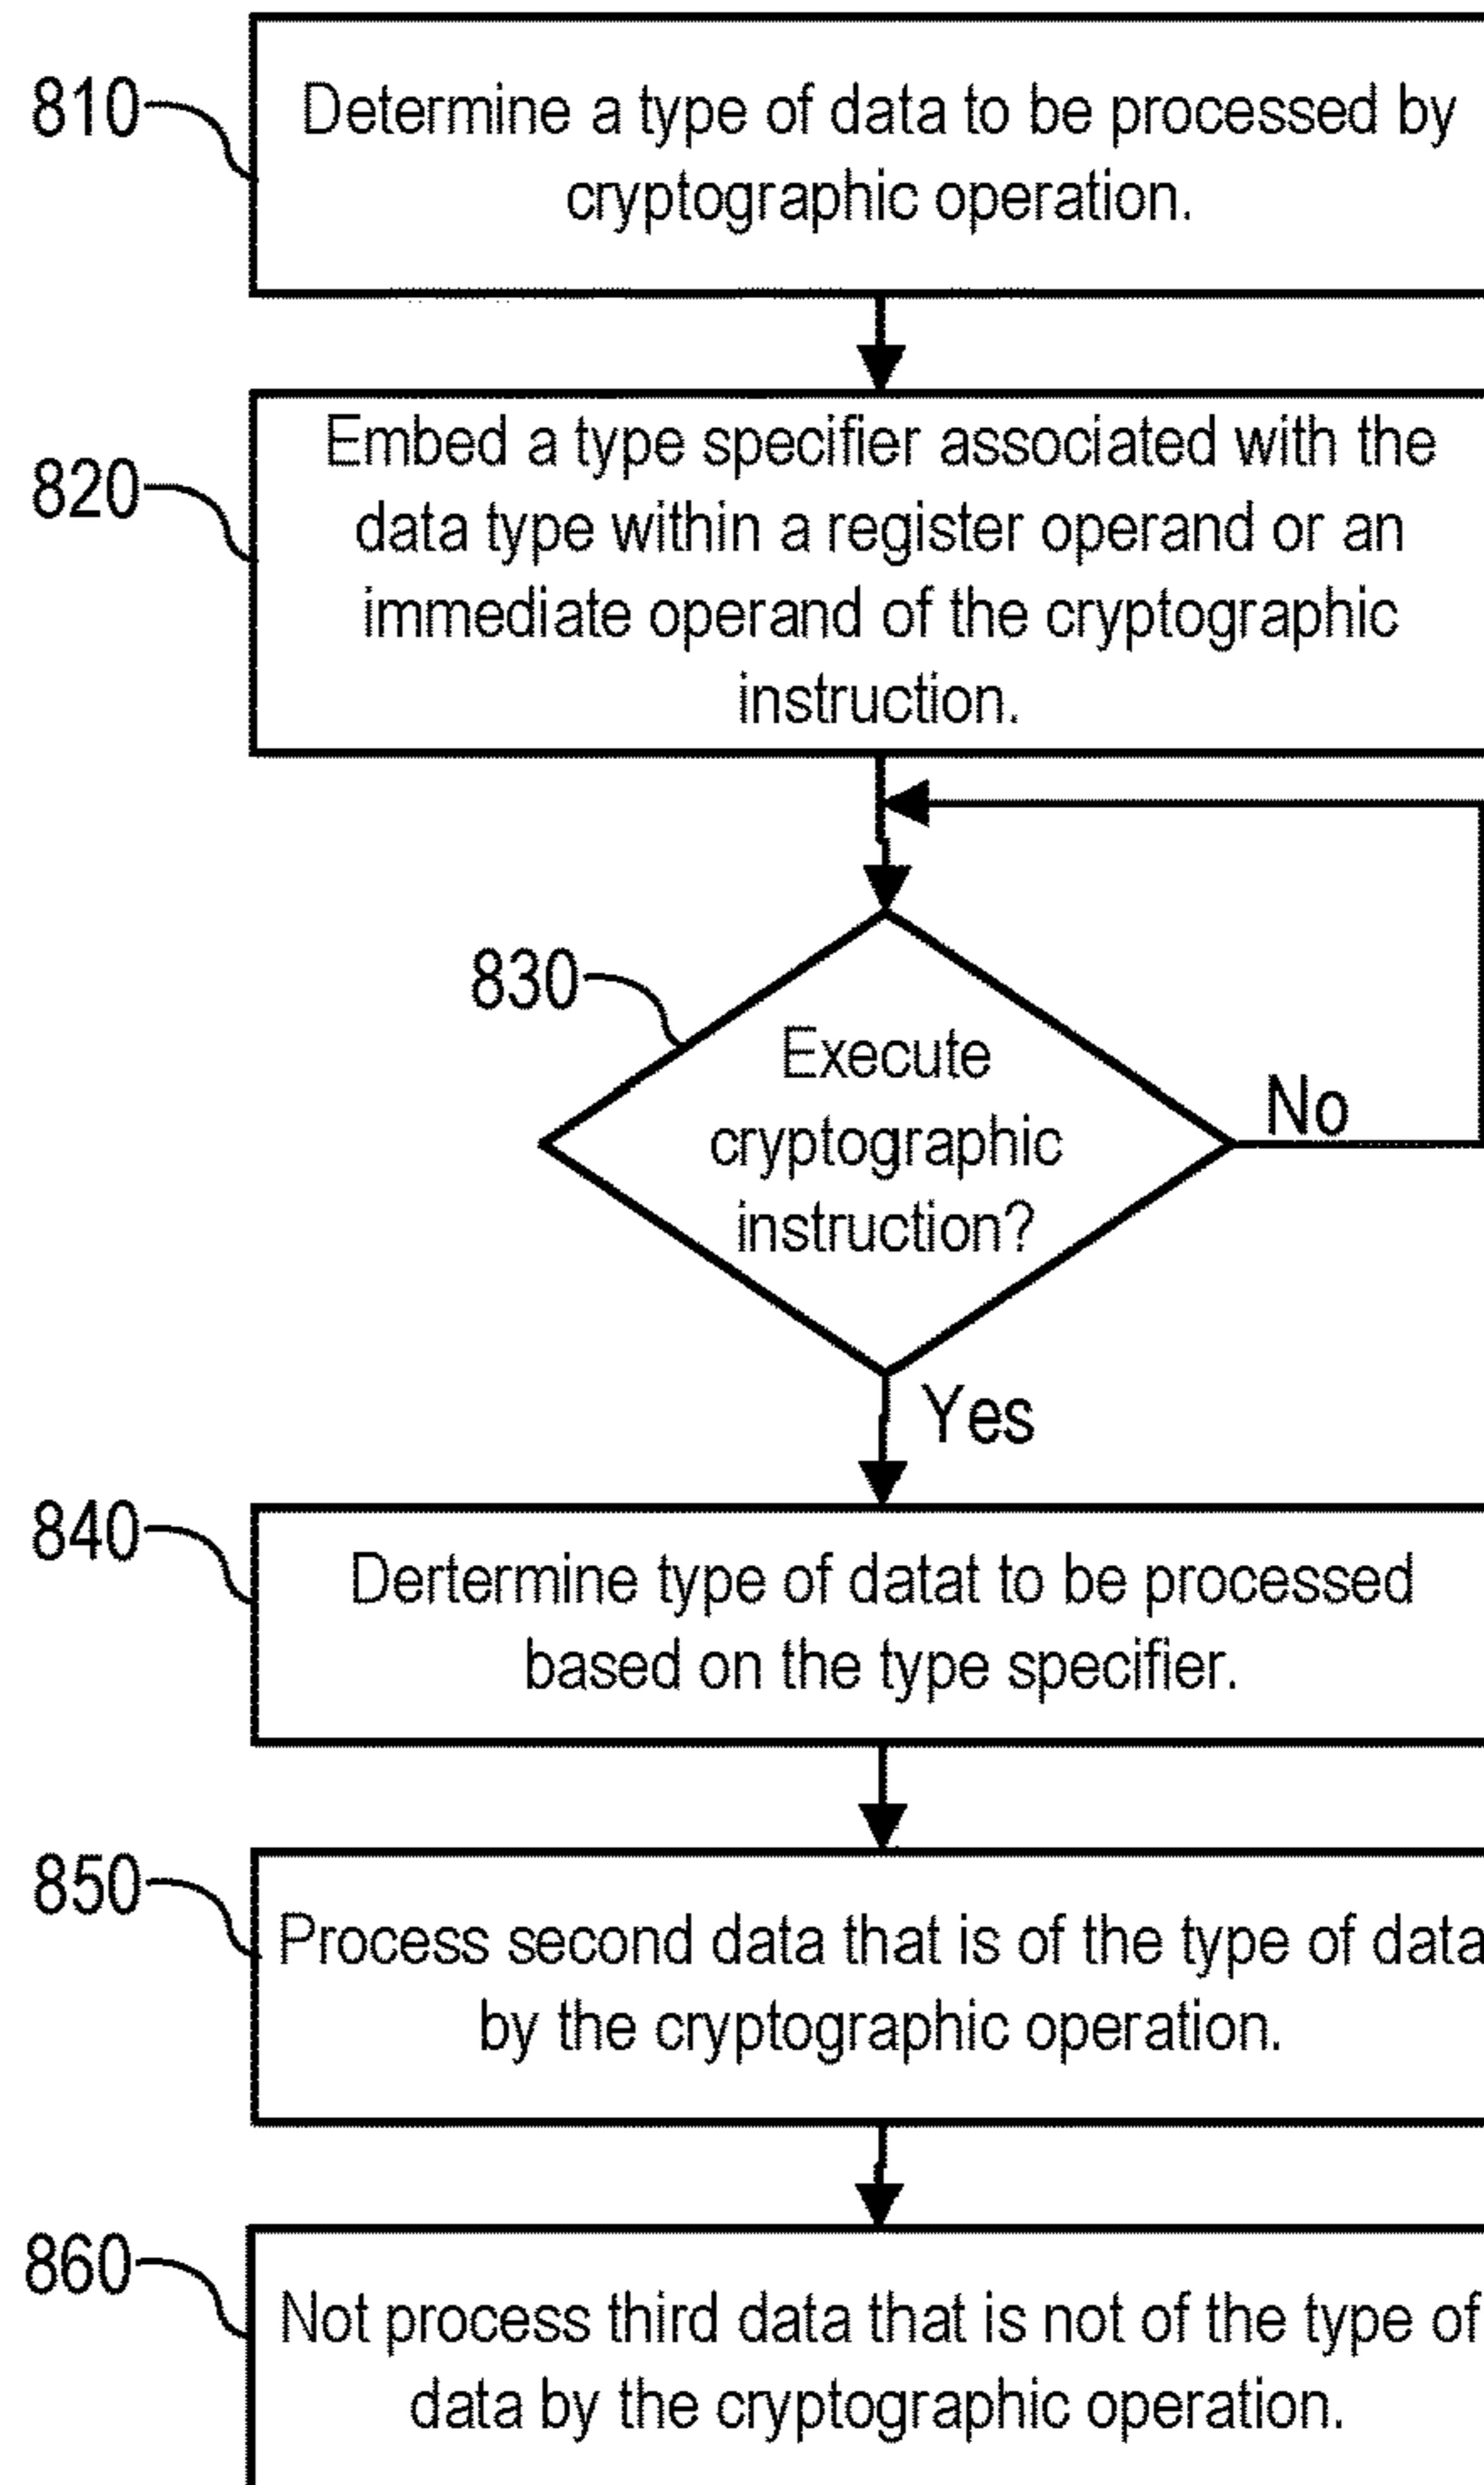 810
Determine a type of data to be processed by
cryptographic operation.
820
Embed a type specifier associated with the
data type within a register operand or an
immediate operand of the cryptographic
instruction.
830
Execute
cryptographic
instruction?
No
Yes
840
Dertermine type of datat to be processed
based on the type specifier.
850
Process second data that is of the type of data
by the cryptographic operation.
860
Not process third data that is not of the type of
data by the cryptographic operation.